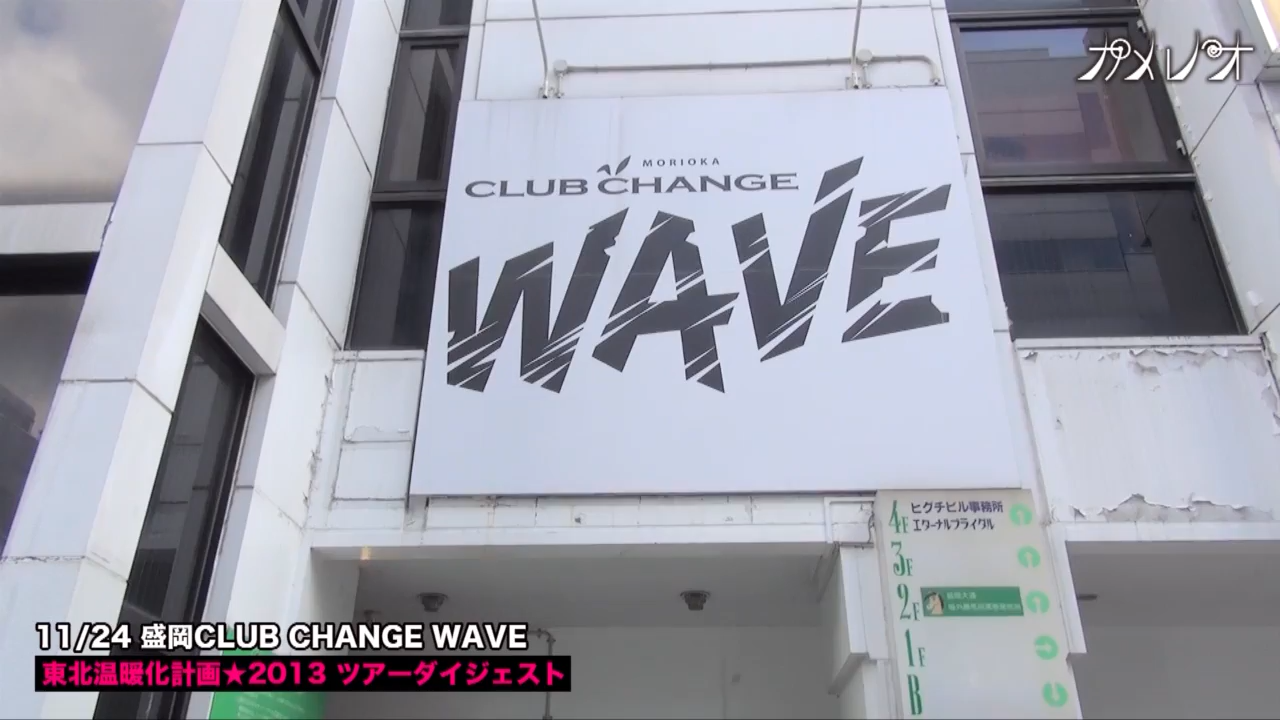 カメレオ
MORIOKA
CLUB CHANGE
WAVE
4F ヒグチビル事務所
エターナルブライダル
3F
2F
1F
B
11/24 盛岡CLUB CHANGE WAVE
東北温暖化計画★2013 ツアーダイジェスト